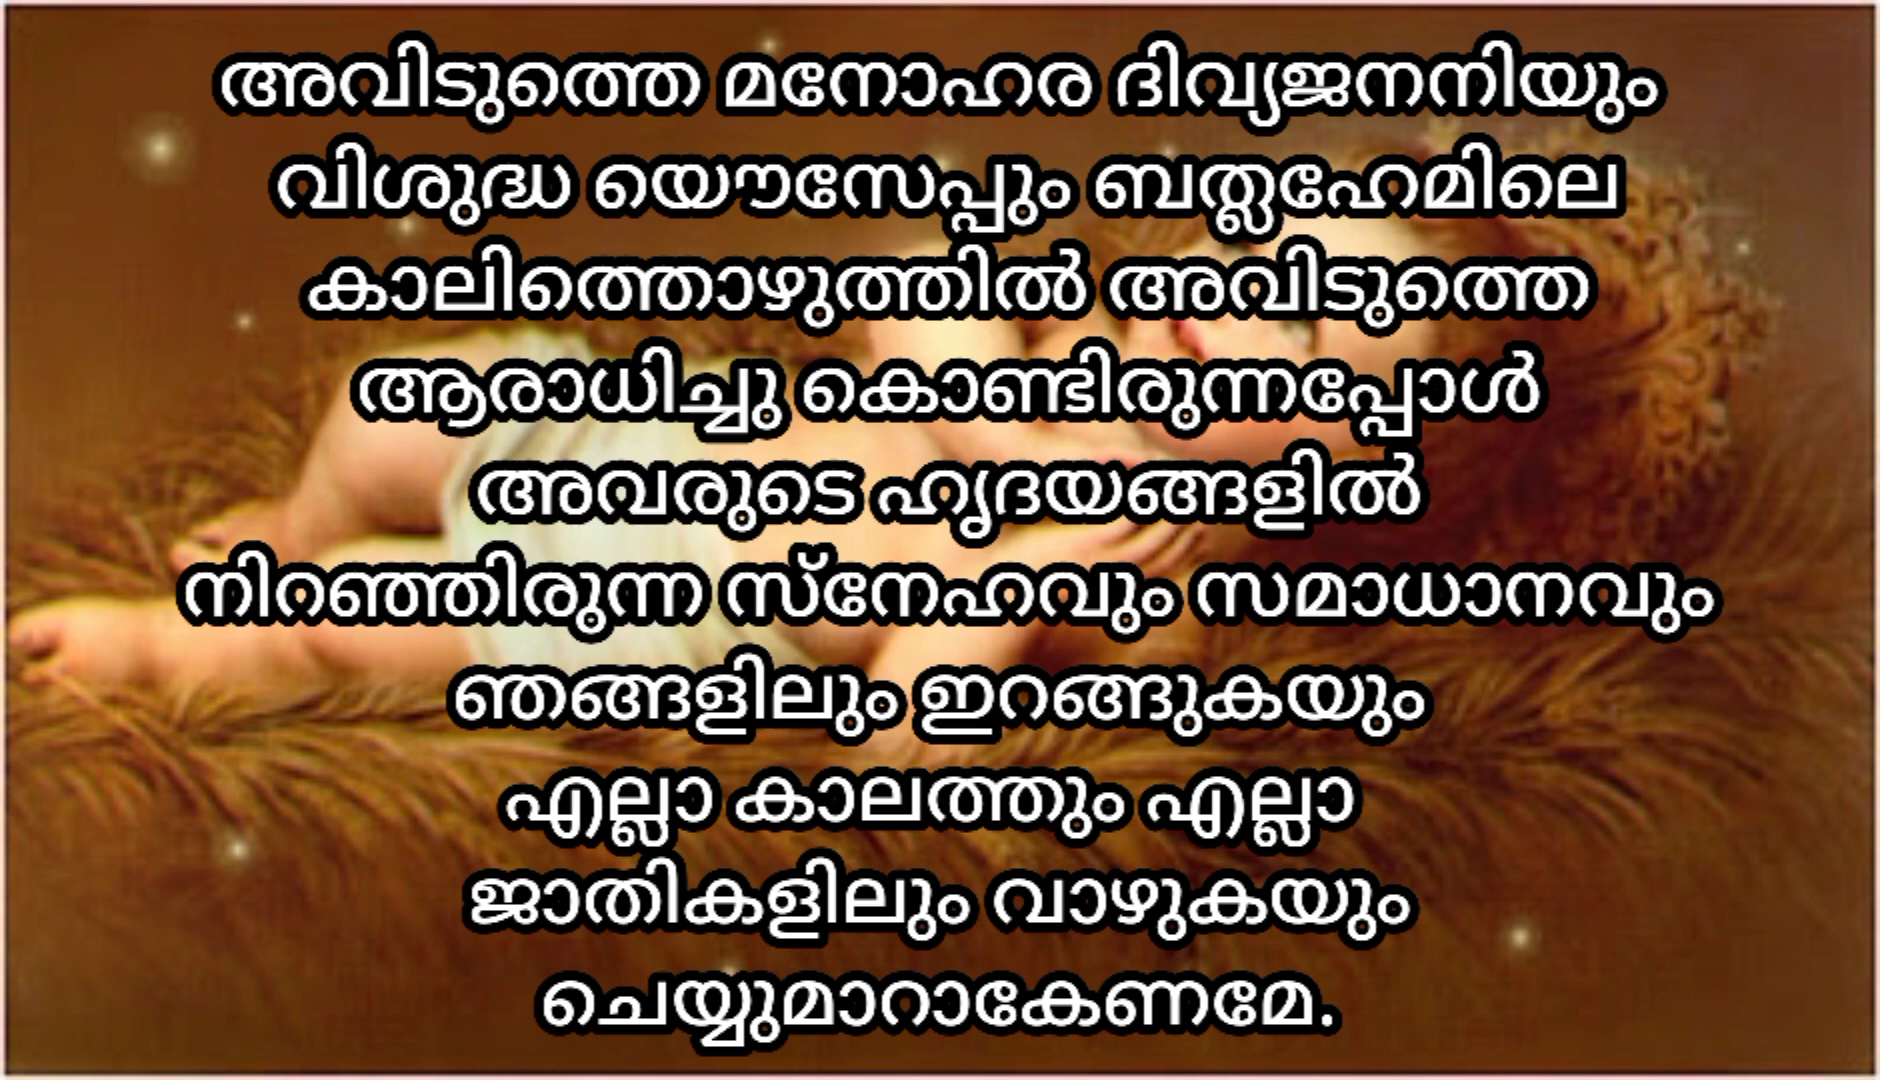 അവിടുത്തെ മനോഹര ദിവ്യജനനിയും
വിശുദ്ധ യൌസേപ്പും ബത്ലഹേമിലെ
കാലിത്തൊഴുത്തിൽ അവിടുത്തെ
ആരാധിച്ചു കൊണ്ടിരുന്നപ്പോൾ
അവരുടെ ഹൃദയങ്ങളിൽ
നിറഞ്ഞിരുന്ന സ്നേഹവും സമാധാനവും
ഞങ്ങളിലും ഇറങ്ങുകയും
എല്ലാ കാലത്തും എല്ലാ
ജാതികളിലും വാഴുകയും
ചെയ്യുമാറാകേണമേ.